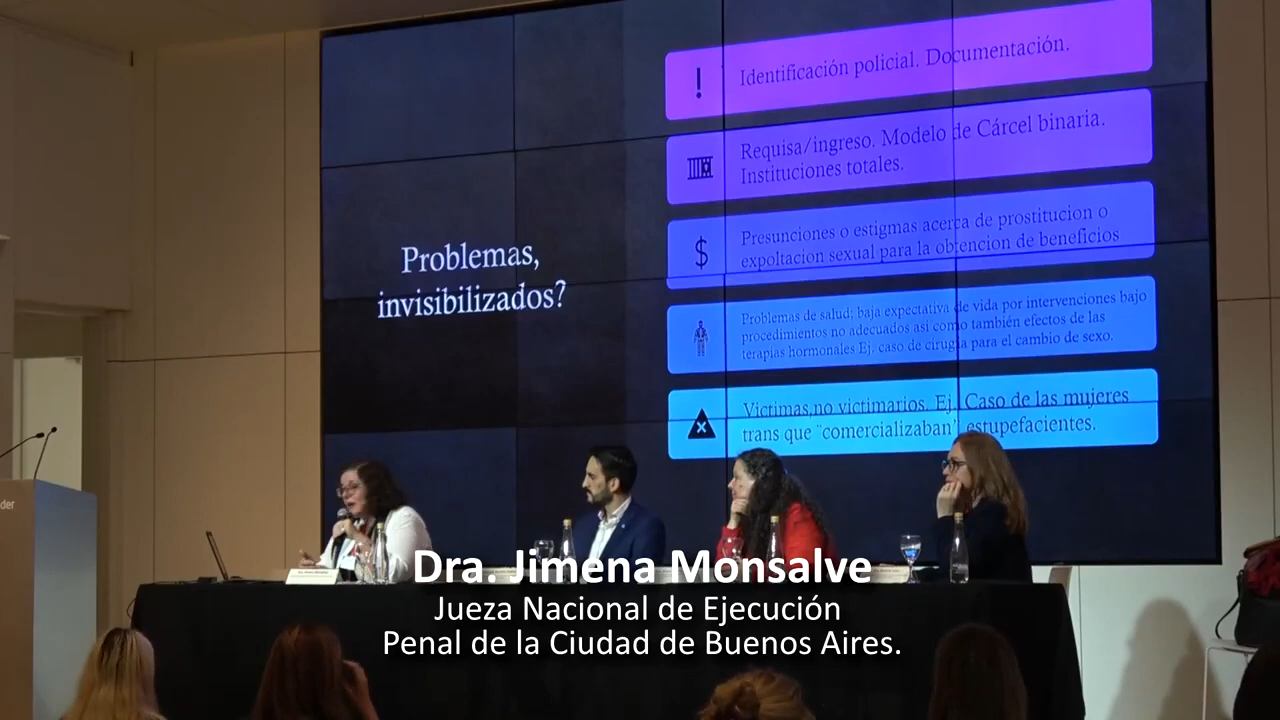 Problemas,
invisibilizados?
Identificación policial. Documentación.
Requisa/ingreso. Modelo de Cárcel binaria.
Instituciones totales.
$
Presunciones o estigmas acerca de prostitucion o
expoltacion sexual para la obtencion de beneficios
Problemas de salud: baja expectativa de vida por intervenciones bajo
procedimientos no adecuados asi como también efectos de las
terapias hormonales Ej. caso de cirugía para el cambio de sexo.
Victimas,no victimarios. Ej. Caso de las mujeres
trans que ¨comercializaban¨ estupefacientes.
der
Dra. Jimena Monsalve
Jueza Nacional de Ejecución
Penal de la Ciudad de Buenos Aires.